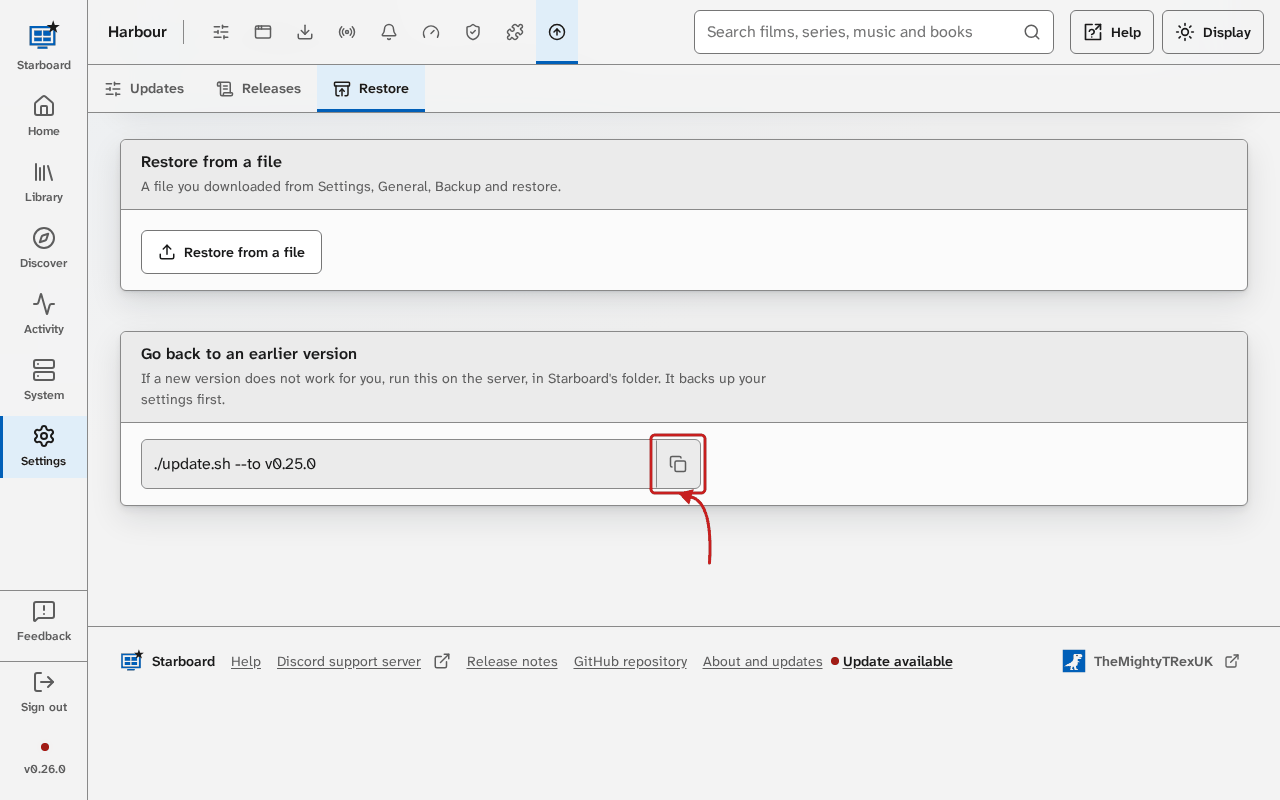 Starboard
Home
Library
Discover
Activity
System
Settings
Feedback
Sign out
v0.26.0
Harbour
Search films, series, music and books
Help
Display
Updates
Releases
Restore
Restore from a file
A file you downloaded from Settings, General, Backup and restore.
Restore from a file
Go back to an earlier version
If a new version does not work for you, run this on the server, in Starboard's folder. It backs up your
settings first.
./update.sh --to v0.25.0
Starboard
Help
Discord support server
Release notes
GitHub repository
About and updates
Update available
TheMightyTRexUK